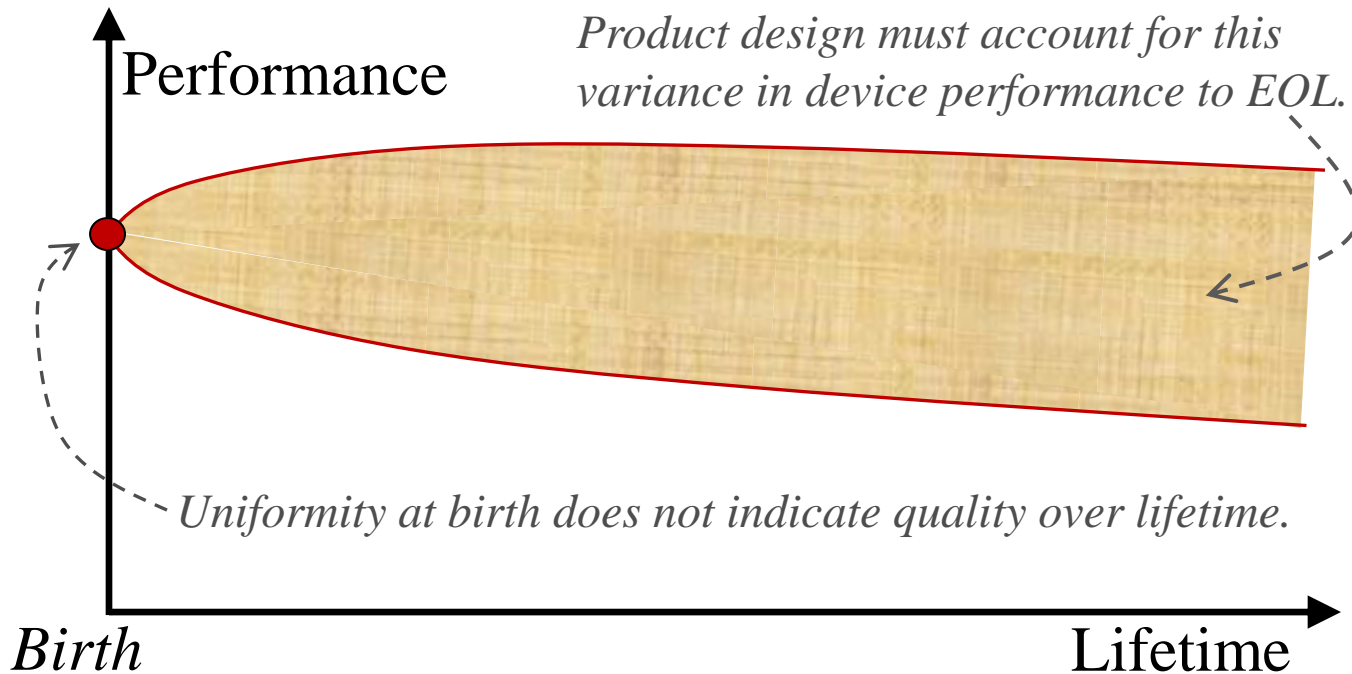 Performance
Product design must account for this
variance in device performance to EOL.
Uniformity at birth does not indicate quality over lifetime.
Birth
Lifetime